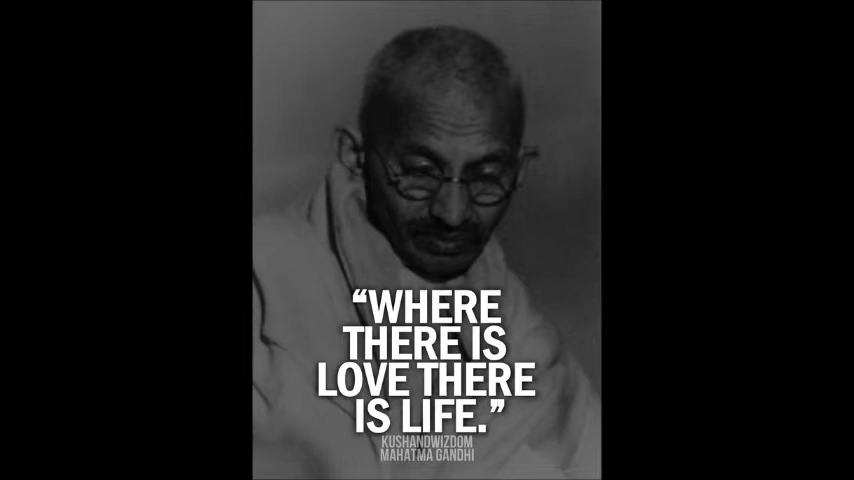 “WHERE
THERE IS
LOVE THERE
IS LIFE.”
KUSHANDWIZDOM
MAHATMA GANDHI